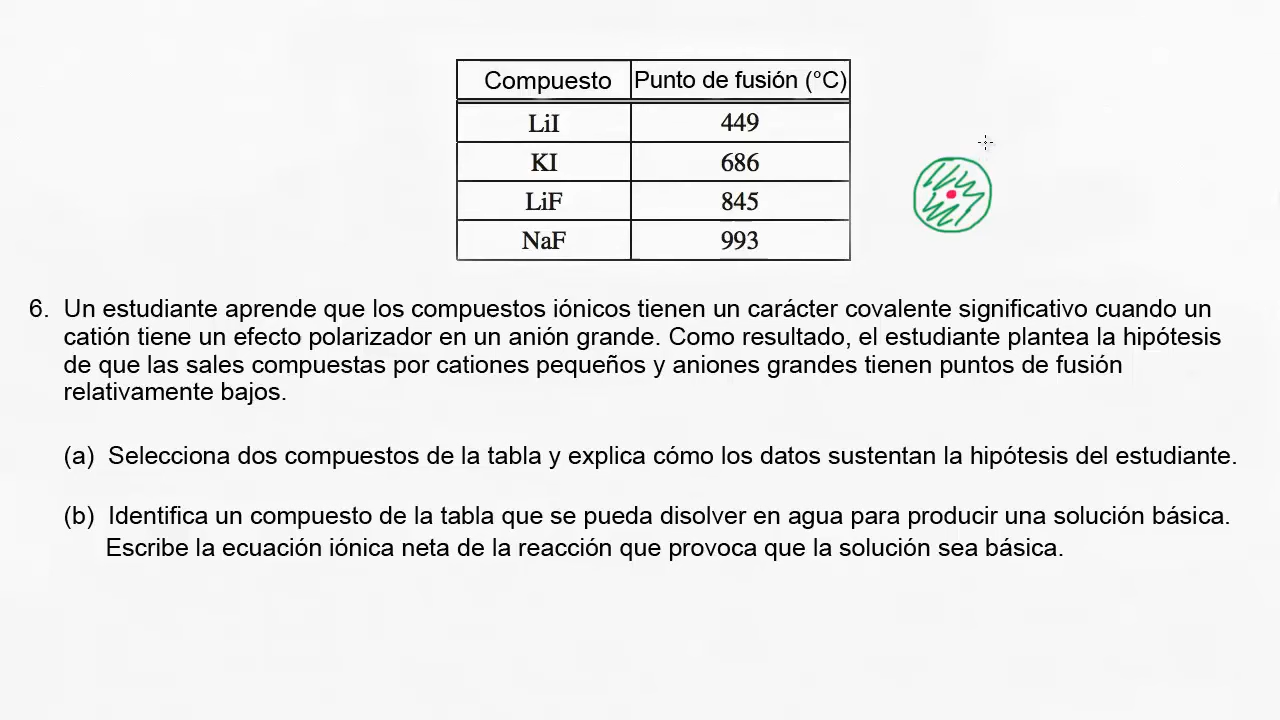 Compuesto Punto de fusión (°C)
LiI 449
KI 686
LiF 845
NaF 993
6. Un estudiante aprende que los compuestos iónicos tienen un carácter covalente significativo cuando un
catión tiene un efecto polarizador en un anión grande. Como resultado, el estudiante plantea la hipótesis
de que las sales compuestas por cationes pequeños y aniones grandes tienen puntos de fusión
relativamente bajos.
(a) Selecciona dos compuestos de la tabla y explica cómo los datos sustentan la hipótesis del estudiante.
(b) Identifica un compuesto de la tabla que se pueda disolver en agua para producir una solución básica.
Escribe la ecuación iónica neta de la reacción que provoca que la solución sea básica.